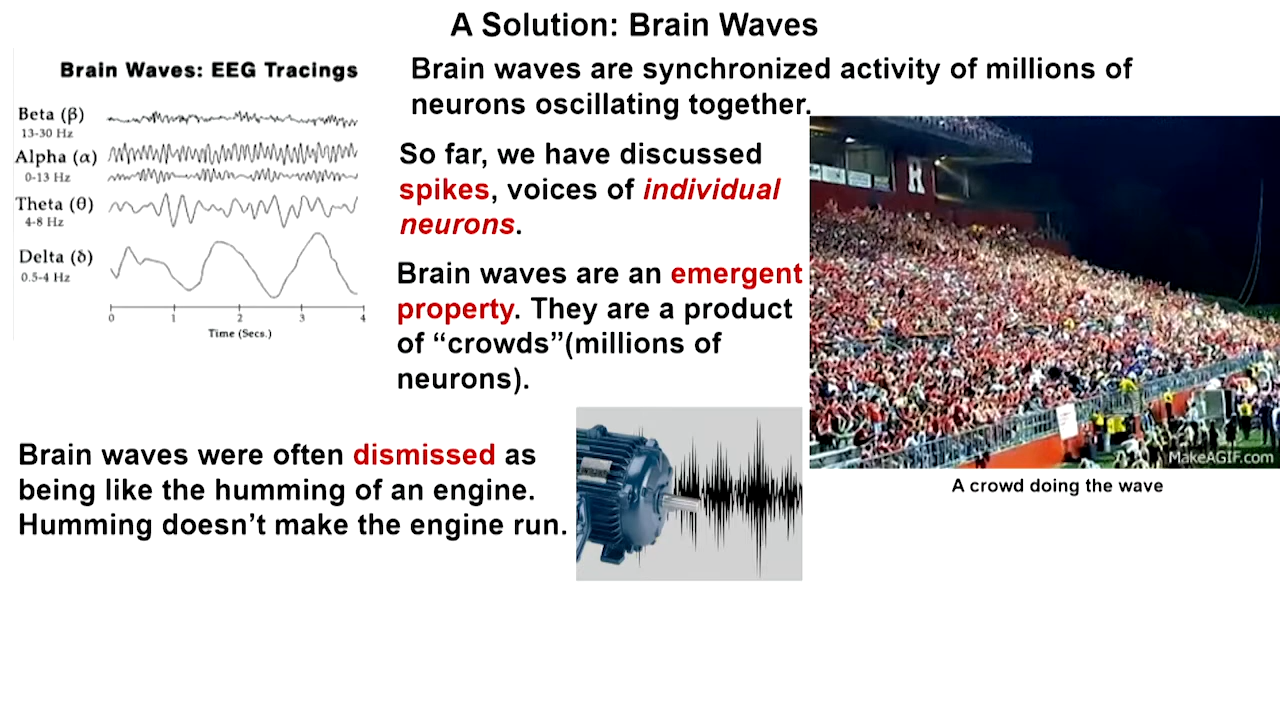 A Solution: Brain Waves
Brain Waves: EEG Tracings
Beta (β)
13-30 Hz
Alpha (α)
0-13 Hz
Theta (θ)
4-8 Hz
Delta (δ)
0.5-4 Hz
0 1 2 3 4
Time (Secs.)
Brain waves are synchronized activity of millions of
neurons oscillating together.
So far, we have discussed
spikes, voices of individual
neurons.
Brain waves are an emergent
property. They are a product
of “crowds”(millions of
neurons).
R
MakeAGIF.com
A crowd doing the wave
Brain waves were often dismissed as
being like the humming of an engine.
Humming doesn’t make the engine run.